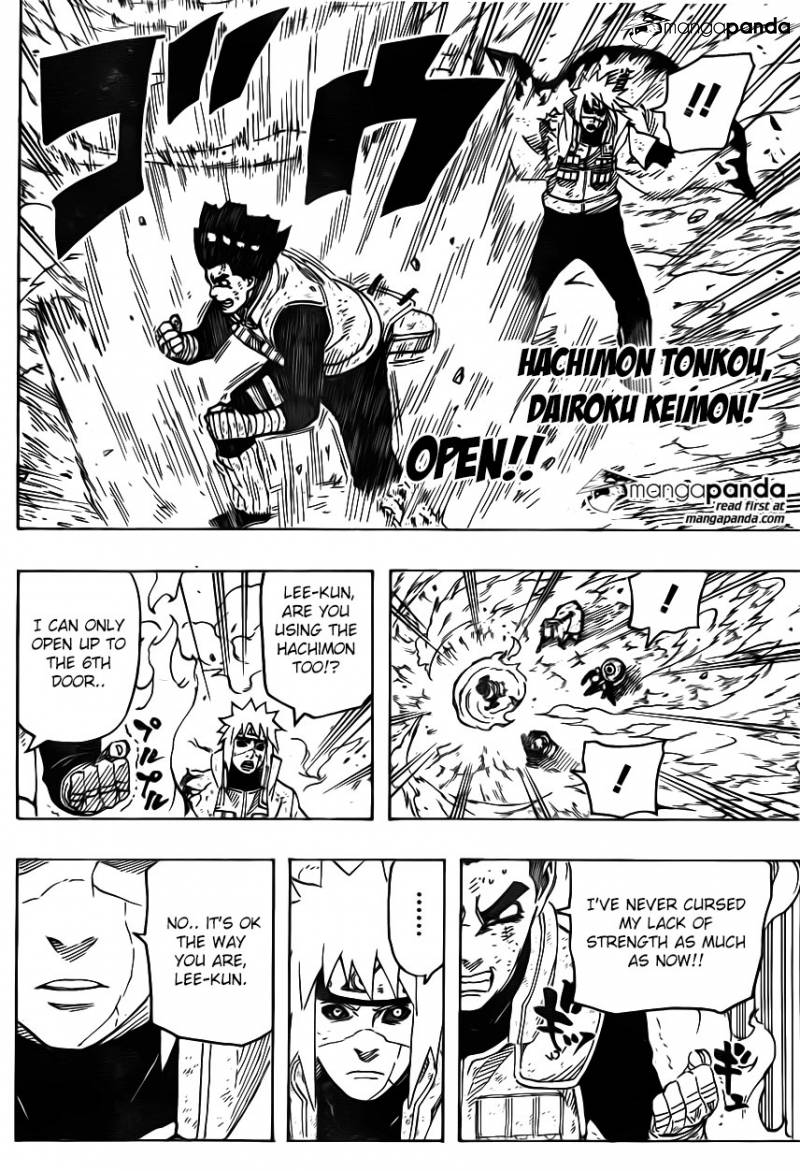 mangapanda
!!
ゴゴウ
HACHIMON TONKOU,
DAIROKU KEIMON!
OPEN!!
mangapanda
read first at
mangapanda.com
!
!
LEE-KUN,
ARE YOU
USING THE
HACHIMON
TOO!?
I CAN ONLY
OPEN UP TO
THE 6TH
DOOR..
プルプル
I'VE NEVER CURSED
MY LACK OF
STRENGTH AS MUCH
AS NOW!!
ギュ
......
NO.. IT'S OK
THE WAY
YOU ARE,
LEE-KUN.